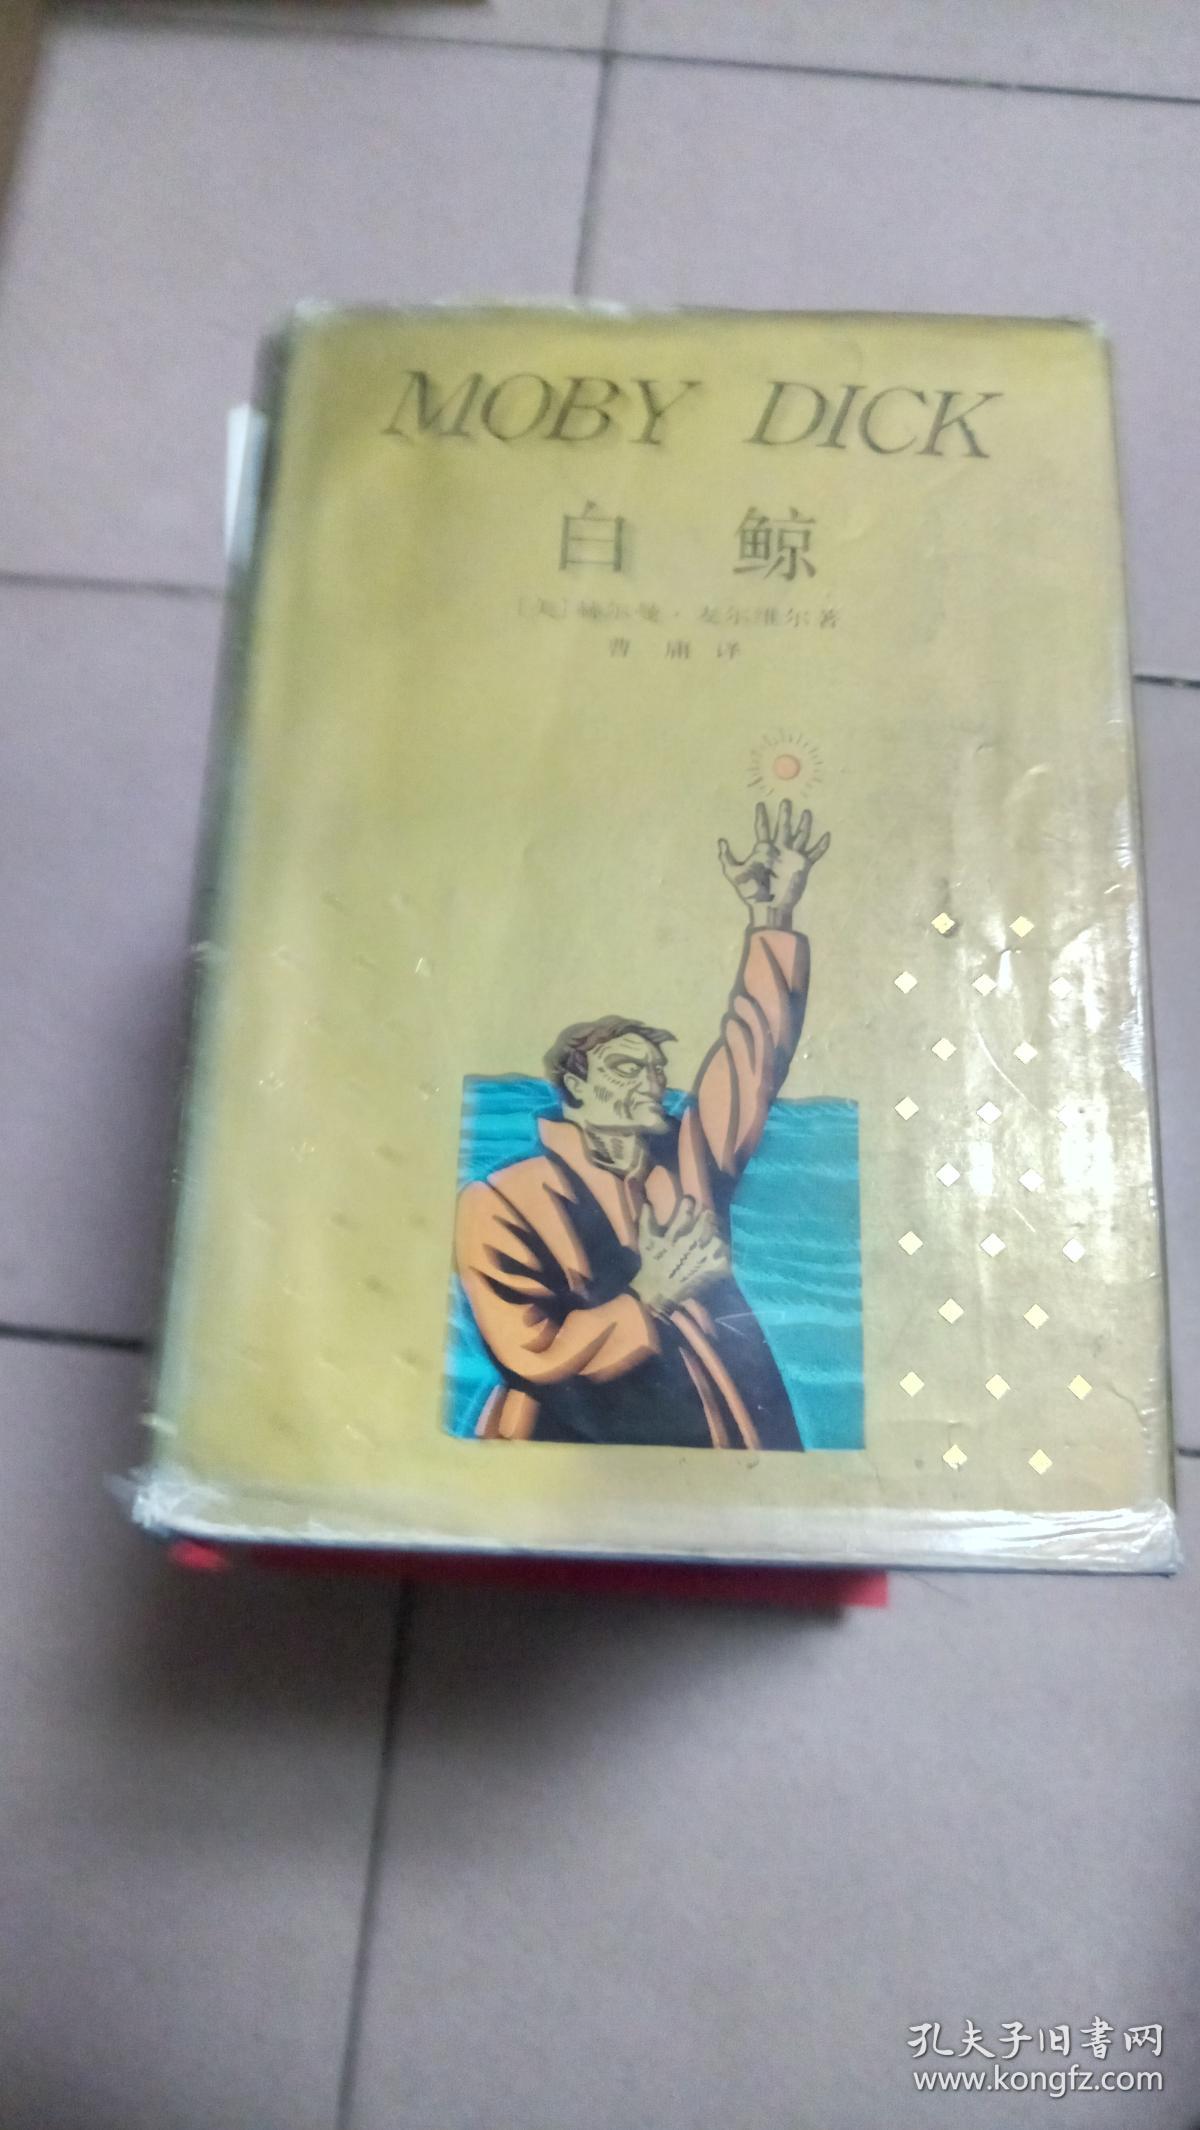 MOBY DICK
白 鲸
[美]赫尔曼·麦尔维尔著
曹 庸 译
孔夫子旧书网
www.kongfz.com